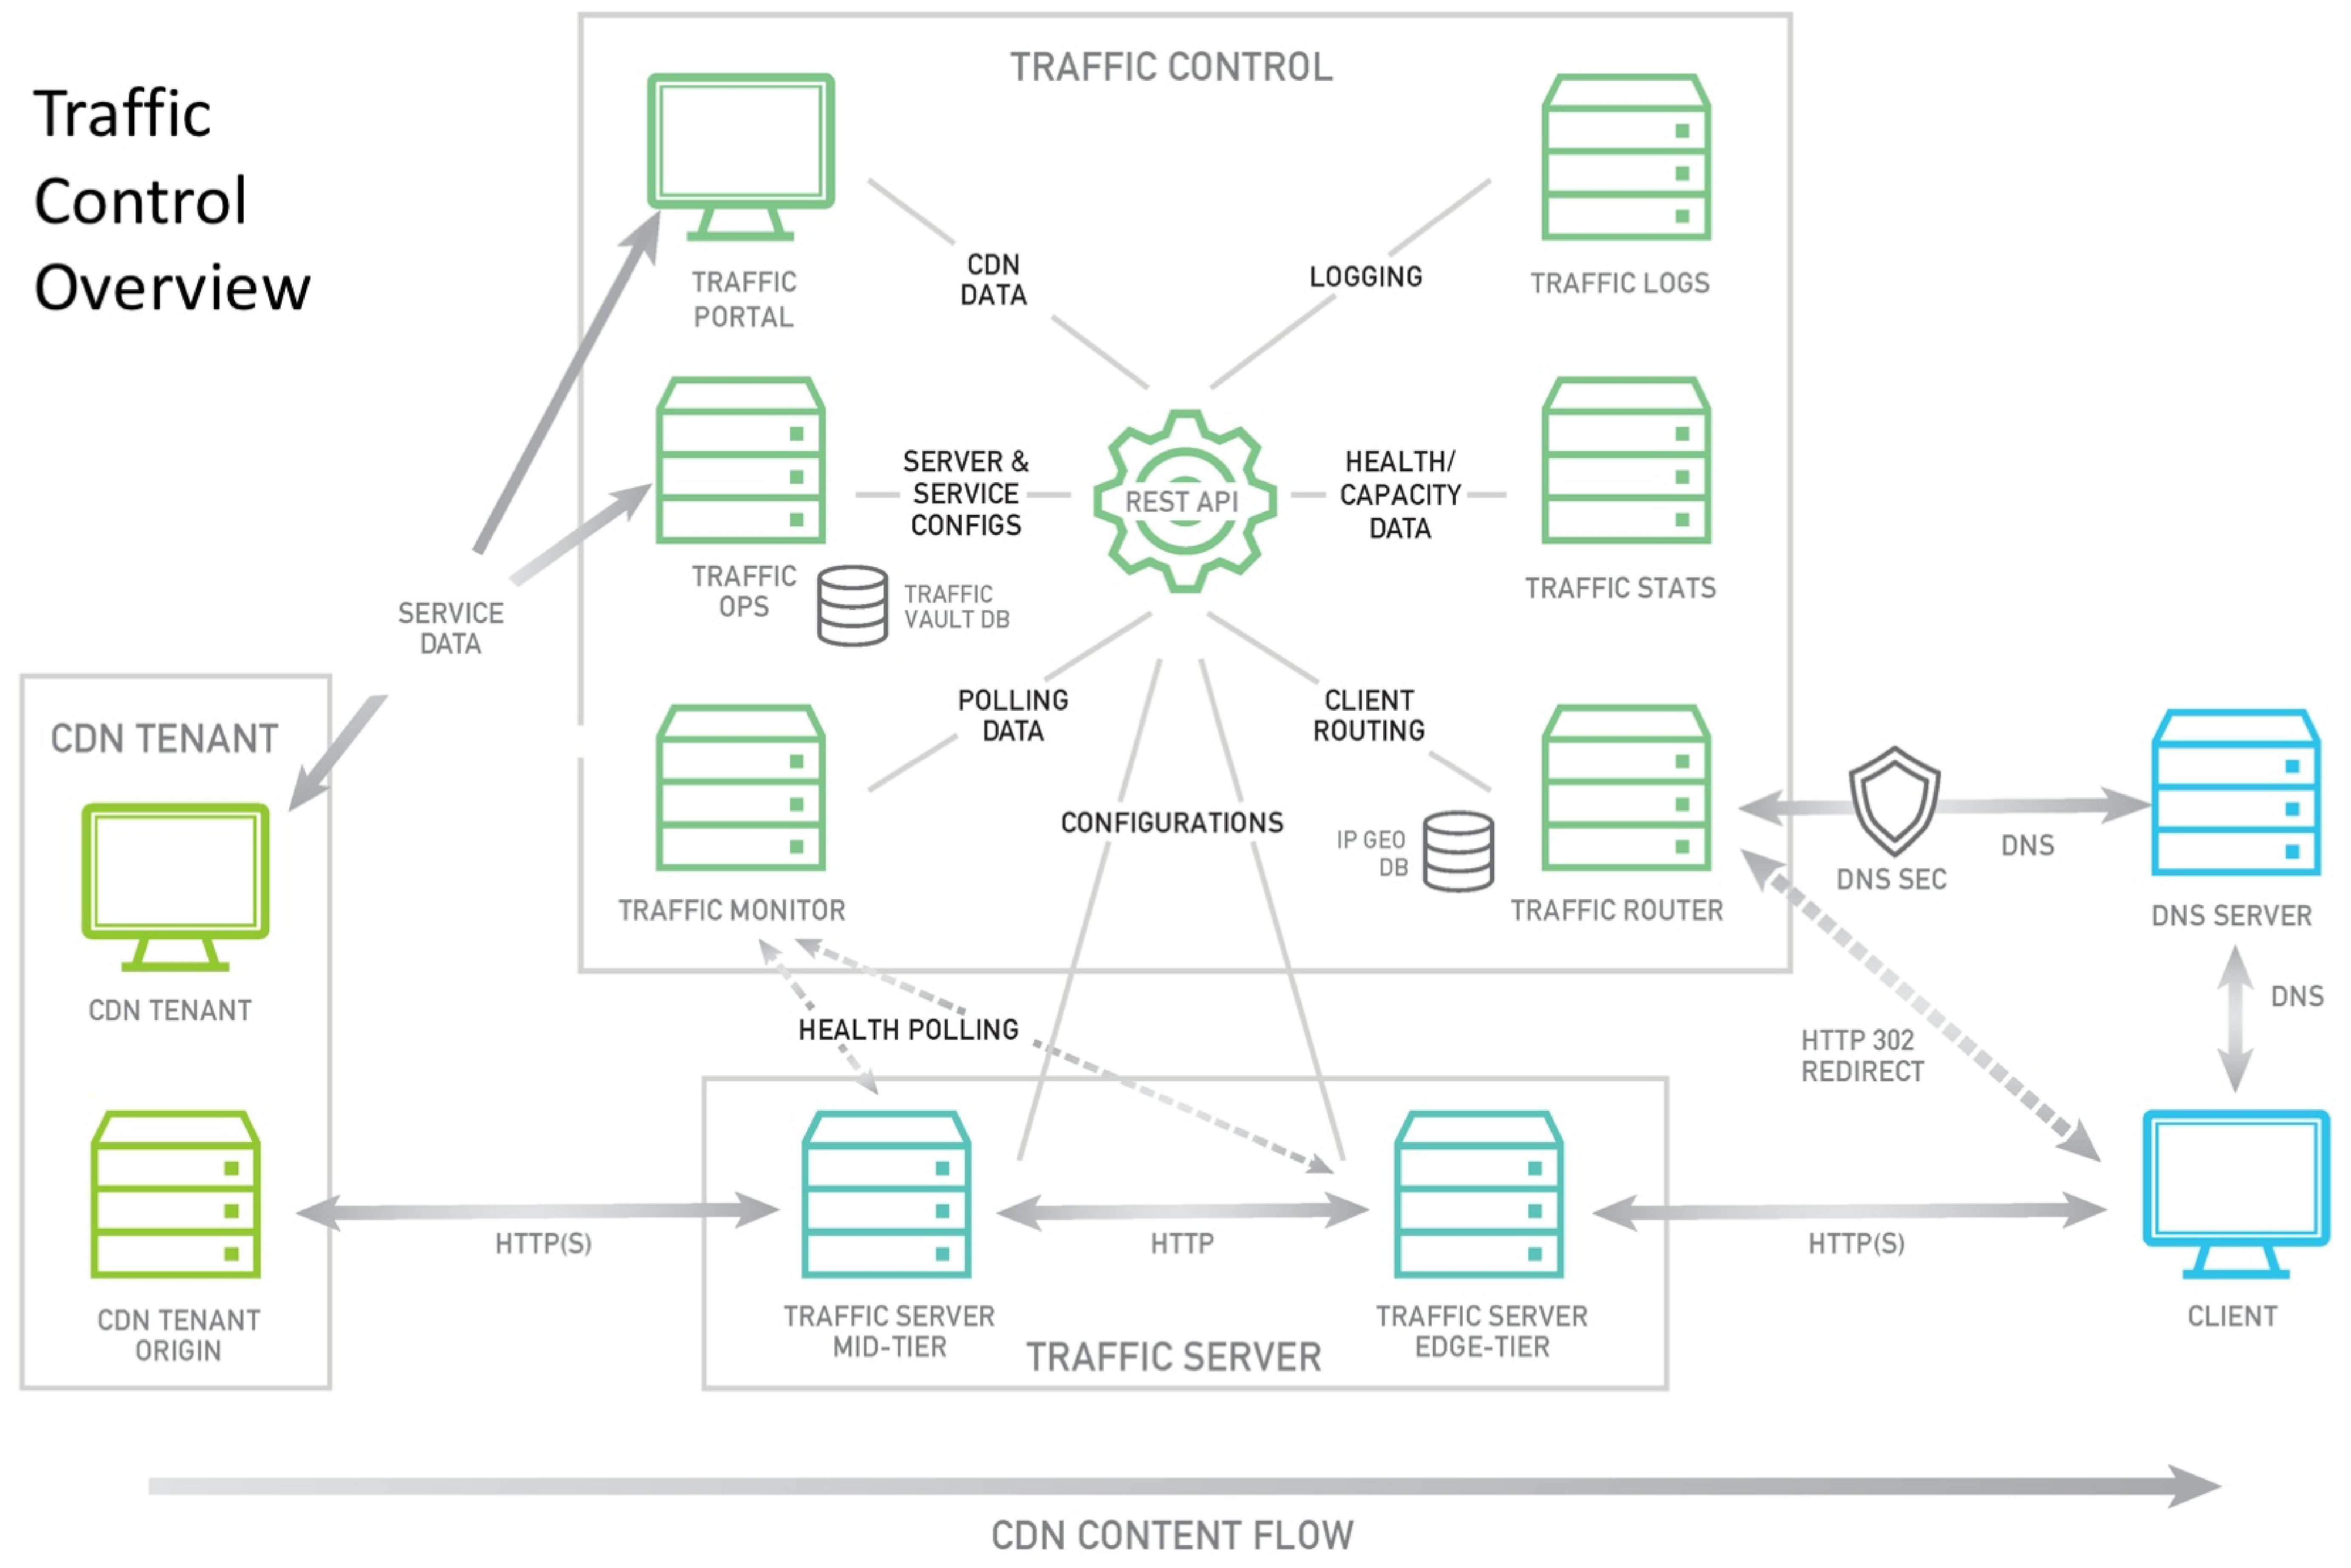 Traffic
Control
Overview
TRAFFIC CONTROL
TRAFFIC
PORTAL
CDN
DATA
LOGGING
TRAFFIC LOGS
SERVER &
SERVICE
CONFIGS
REST API
HEALTH/
CAPACITY
DATA
TRAFFIC
OPS
TRAFFIC
VAULT DB
TRAFFIC STATS
SERVICE
DATA
POLLING
DATA
CLIENT
ROUTING
CONFIGURATIONS
IP GEO
DB
TRAFFIC MONITOR
TRAFFIC ROUTER
DNS SEC
DNS
DNS SERVER
DNS
HTTP 302
REDIRECT
CDN TENANT
CDN TENANT
HEALTH POLLING
HTTP(S)
HTTP
HTTP(S)
CDN TENANT
ORIGIN
TRAFFIC SERVER
MID-TIER
TRAFFIC SERVER
TRAFFIC SERVER
EDGE-TIER
CLIENT
CDN CONTENT FLOW